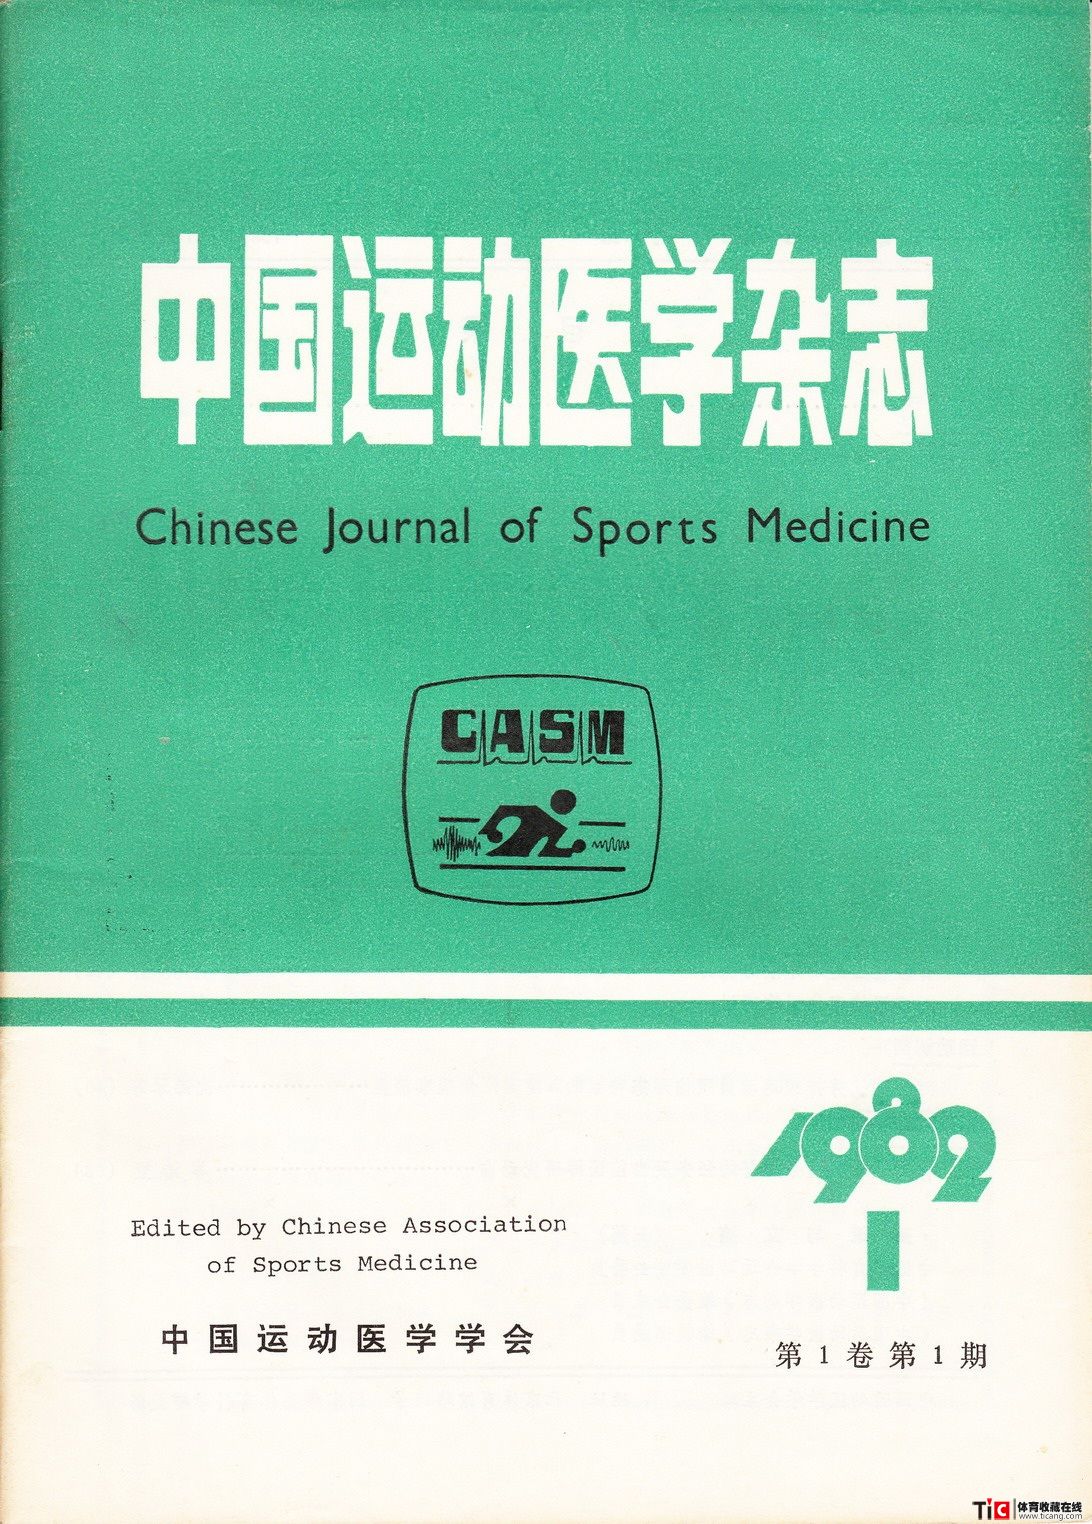 中国运动医学杂志
Chinese Journal of Sports Medicine
CASM
1982
1
Edited by Chinese Association
of Sports Medicine
中国运动医学学会
第1卷第1期
TiC 体育收藏在线
www.ticang.com